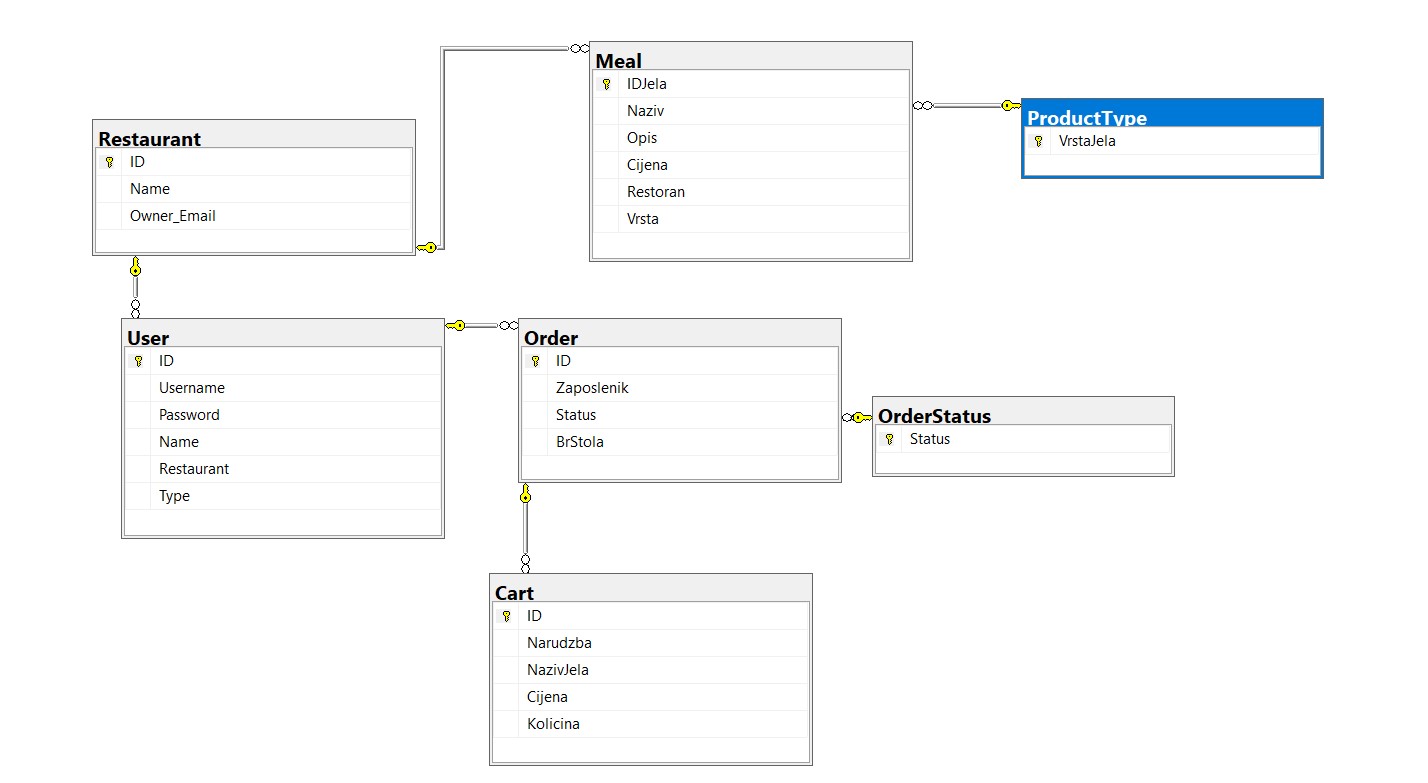 Restaurant
ID
Name
Owner_Email
Meal
IDJela
Naziv
Opis
Cijena
Restoran
Vrsta
ProductType
VrstaJela
User
ID
Username
Password
Name
Restaurant
Type
Order
ID
Zaposlenik
Status
BrStola
OrderStatus
Status
Cart
ID
Narudzba
NazivJela
Cijena
Kolicina